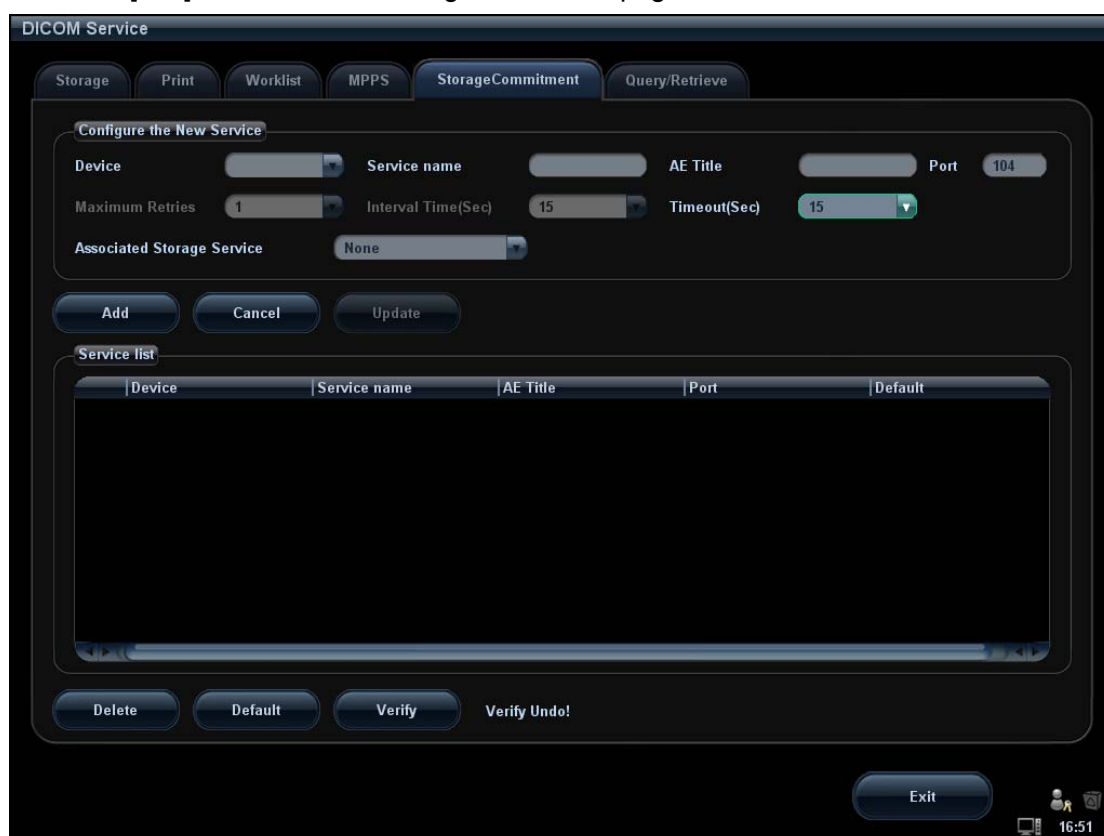 DICOM Service
Storage Print Worklist MPPS StorageCommitment Query/Retrieve
Configure the New Service
Device Service name AE Title Port 104
Maximum Retries 1 Interval Time(Sec) 15 Timeout(Sec) 15
Associated Storage Service None
Add Cancel Update
Service list
Device Service name AE Title Port Default
Delete Default Verify Verify Undo!
Exit
16:51